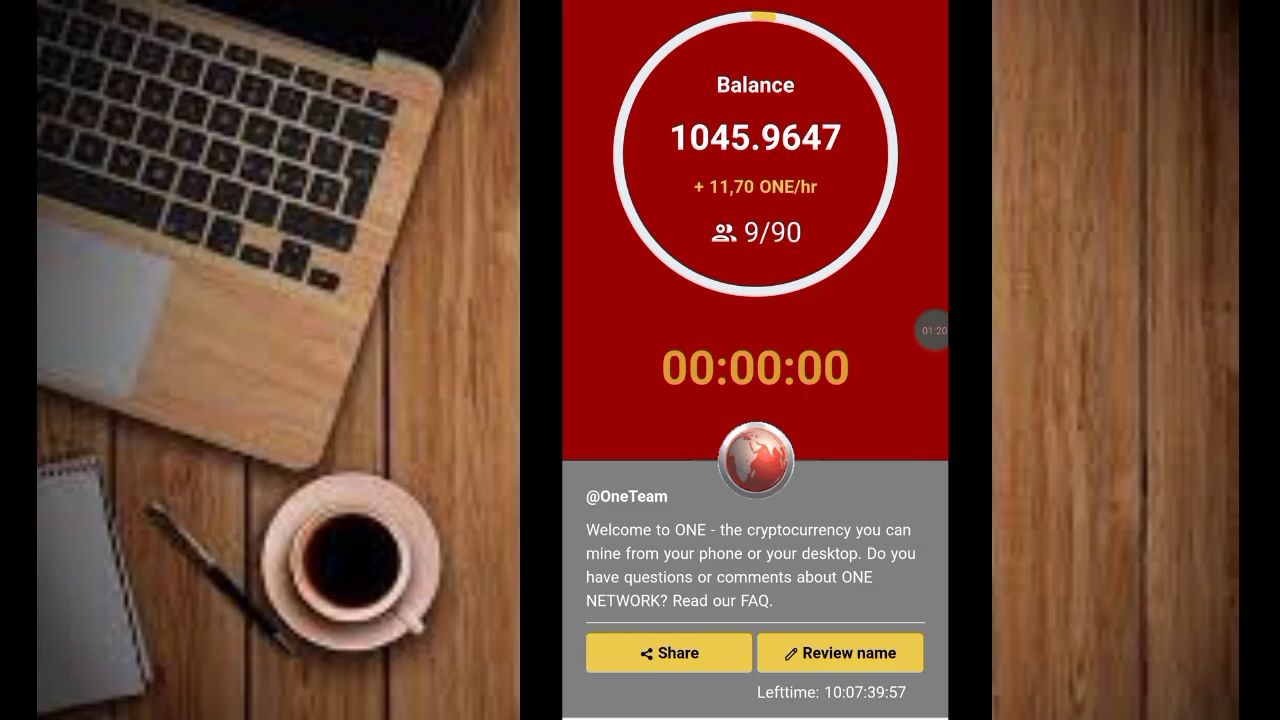 Balance
1045.9647
+ 11,70 ONE/hr
9/90
01:20
00:00:00
@OneTeam
Welcome to ONE - the cryptocurrency you can
mine from your phone or your desktop. Do you
have questions or comments about ONE
NETWORK? Read our FAQ.
Share
Review name
Lefttime: 10:07:39:57